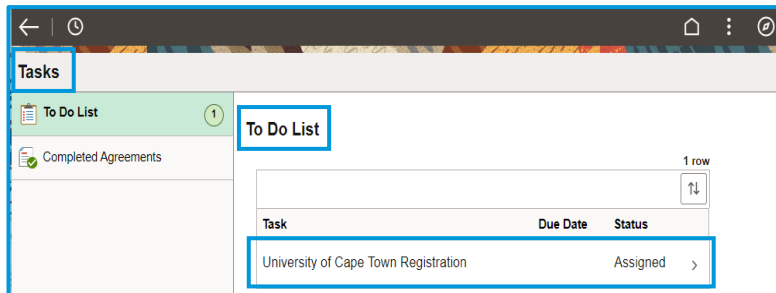 Tasks
To Do List 1
Completed Agreements
To Do List
1 row
Task Due Date Status
University of Cape Town Registration Assigned